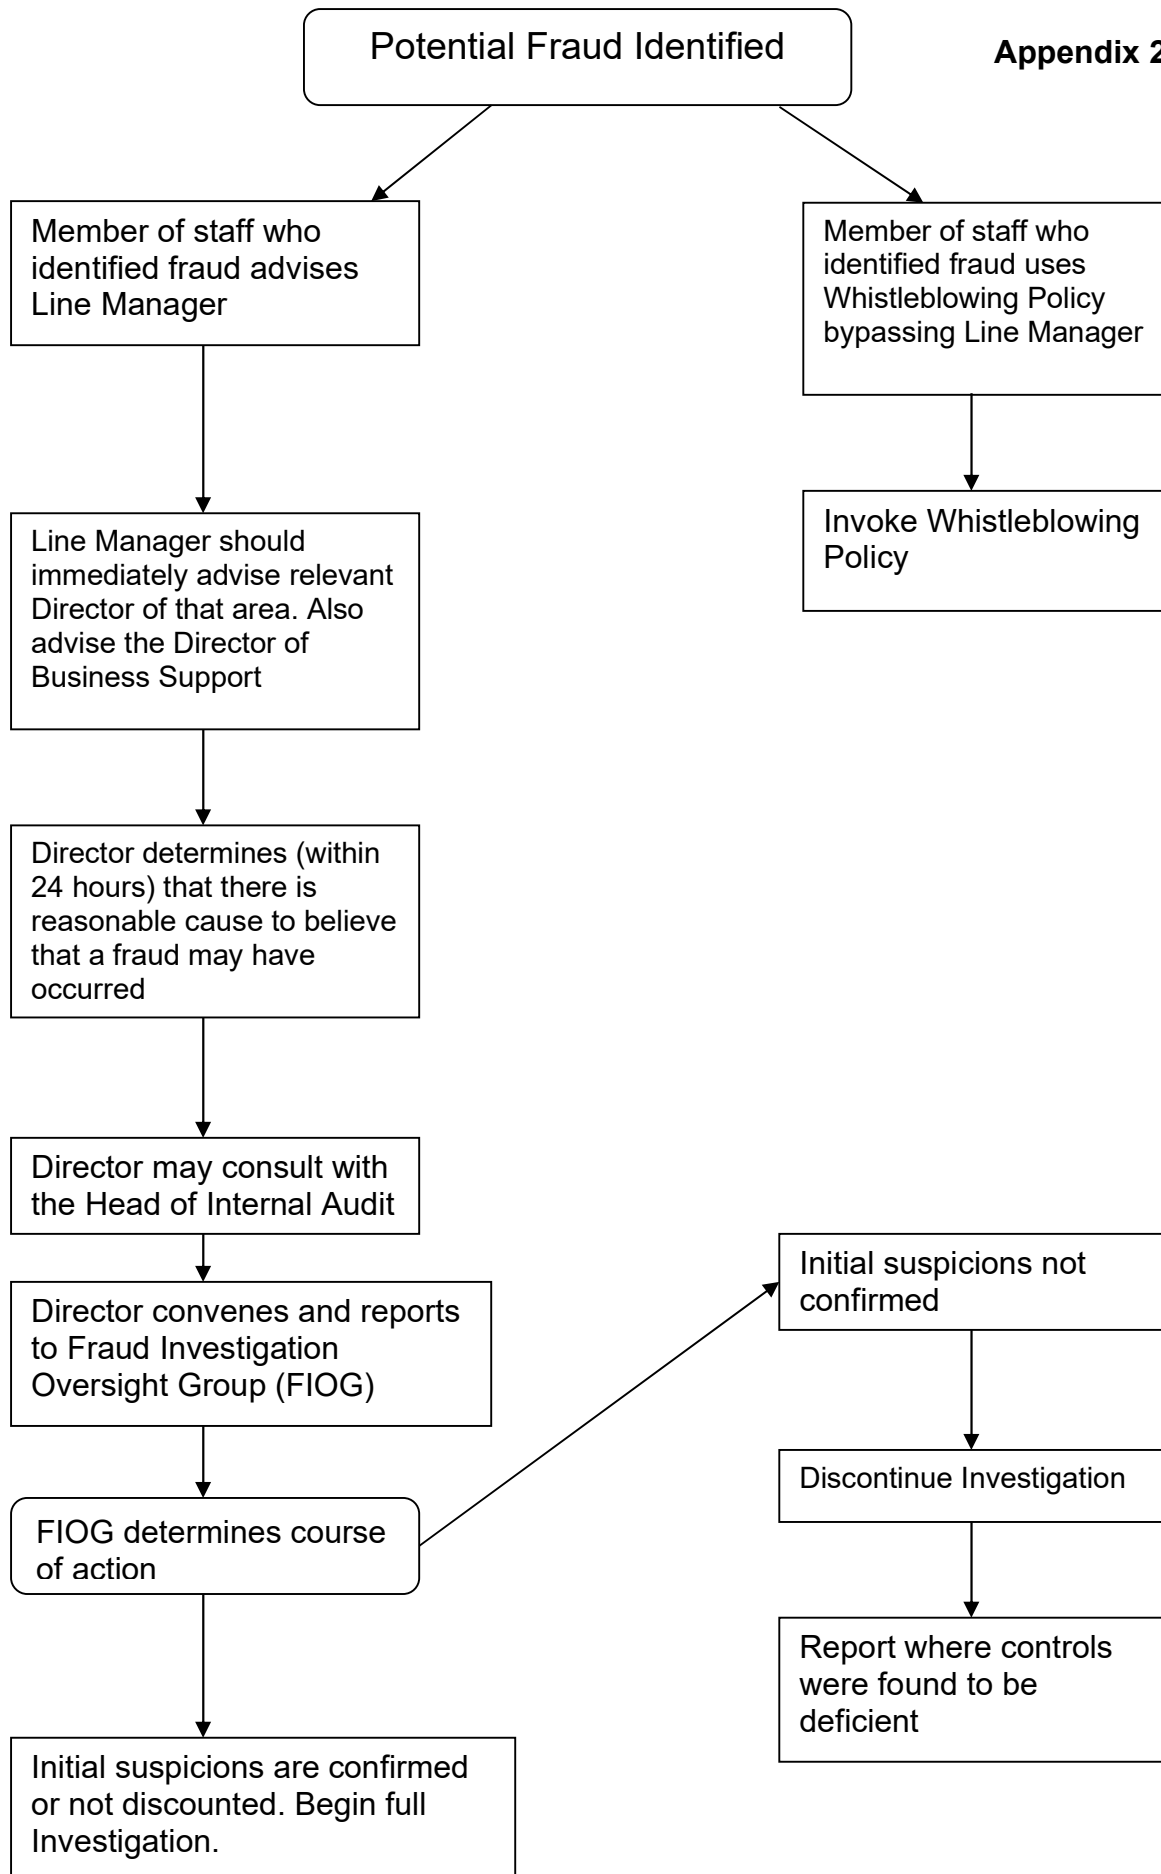 Potential Fraud Identified
Appendix 2
Member of staff who
identified fraud advises
Line Manager
Member of staff who
identified fraud uses
Whistleblowing Policy
bypassing Line Manager
Line Manager should
immediately advise relevant
Director of that area. Also
advise the Director of
Business Support
Invoke Whistleblowing
Policy
Director determines (within
24 hours) that there is
reasonable cause to believe
that a fraud may have
occurred
Director may consult with
the Head of Internal Audit
Director convenes and reports
to Fraud Investigation
Oversight Group (FIOG)
FIOG determines course
of action
Initial suspicions not
confirmed
Discontinue Investigation
Report where controls
were found to be
deficient
Initial suspicions are confirmed
or not discounted. Begin full
Investigation.